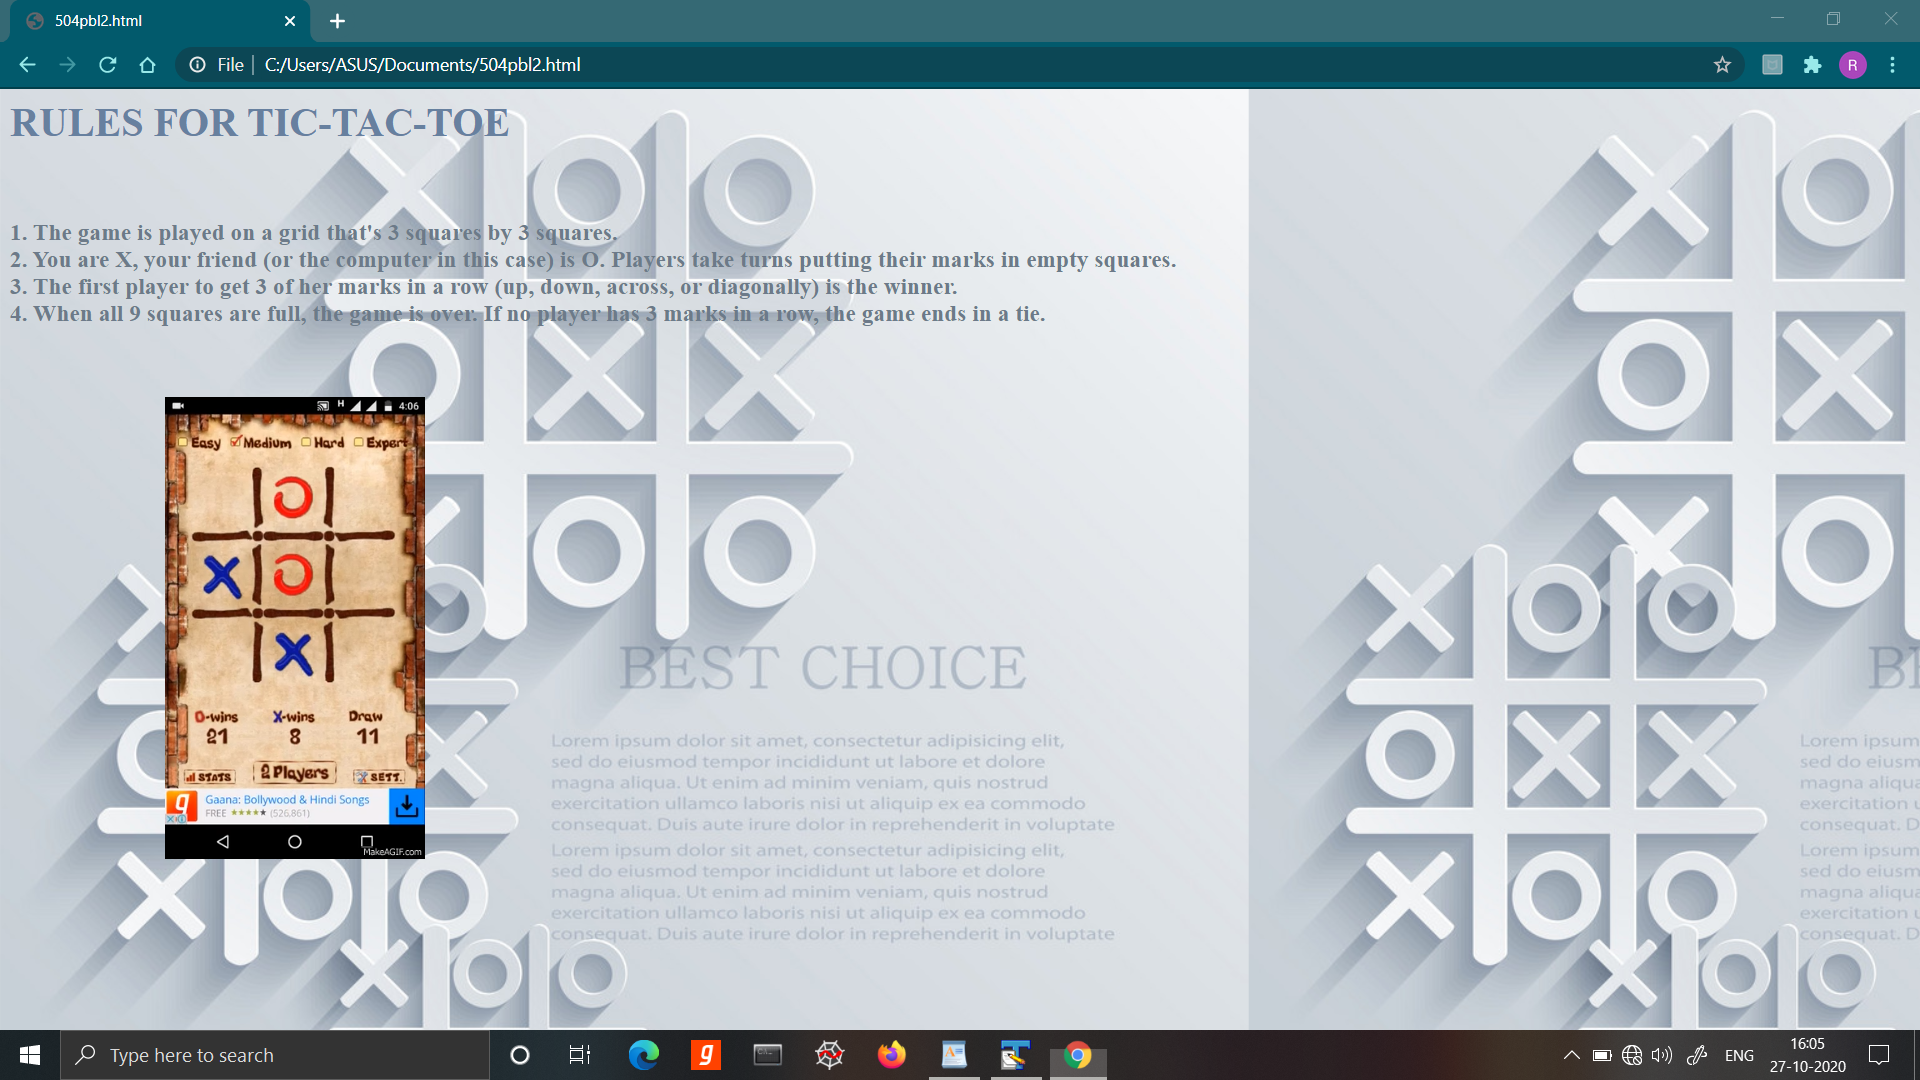 504pbl2.html
File C:/Users/ASUS/Documents/504pbl2.html
R
RULES FOR TIC-TAC-TOE
1. The game is played on a grid that's 3 squares by 3 squares.
2. You are X, your friend (or the computer in this case) is O. Players take turns putting their marks in empty squares.
3. The first player to get 3 of her marks in a row (up, down, across, or diagonally) is the winner.
4. When all 9 squares are full, the game is over. If no player has 3 marks in a row, the game ends in a tie.
H 4:06
Easy Medium Hard Expert
O-wins X-wins Draw
21 8 11
STATS 2 Players SETT.
g Gaana: Bollywood & Hindi Songs
FREE (526,861)
MakeAGIF.com
BEST CHOICE
Lorem ipsum dolor sit amet, consectetur adipisicing elit,
sed do eiusmod tempor incididunt ut labore et dolore
magna aliqua. Ut enim ad minim veniam, quis nostrud
exercitation ullamco laboris nisi ut aliquip ex ea commodo
consequat. Duis aute irure dolor in reprehenderit in voluptate
Lorem ipsum dolor sit amet, consectetur adipisicing elit,
sed do eiusmod tempor incididunt ut labore et dolore
magna aliqua. Ut enim ad minim veniam, quis nostrud
exercitation ullamco laboris nisi ut aliquip ex ea commodo
consequat. Duis aute irure dolor in reprehenderit in voluptate
BE
Lorem ipsum
sed do eiusm
magna aliqua
exercitation u
consequat. D
Lorem ipsum
sed do eiusm
magna aliqua
exercitation u
consequat. D
Type here to search
g
ENG
16:05
27-10-2020